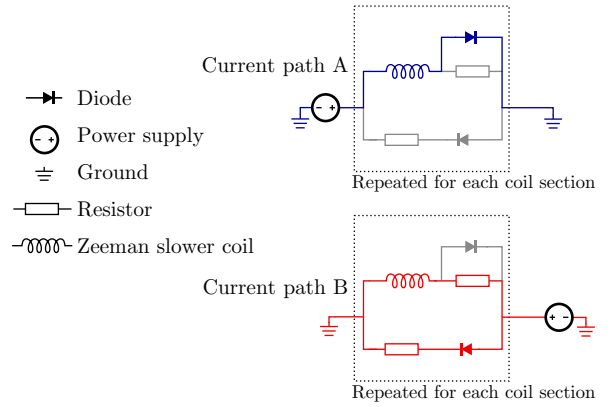 Current path A
Diode
Power supply
Ground
Repeated for each coil section
Resistor
Zeeman slower coil
Current path B
Repeated for each coil section